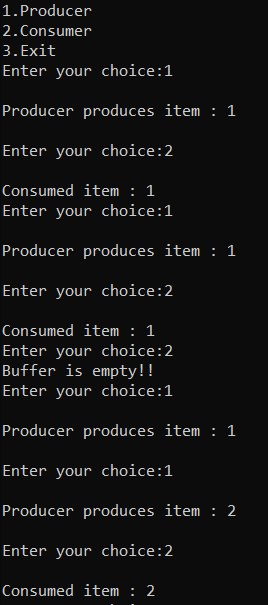 1.Producer
2.Consumer
3.Exit
Enter your choice:1
Producer produces item : 1
Enter your choice:2
Consumed item : 1
Enter your choice:1
Producer produces item : 1
Enter your choice:2
Consumed item : 1
Enter your choice:2
Buffer is empty!!
Enter your choice:1
Producer produces item : 1
Enter your choice:1
Producer produces item : 2
Enter your choice:2
Consumed item : 2